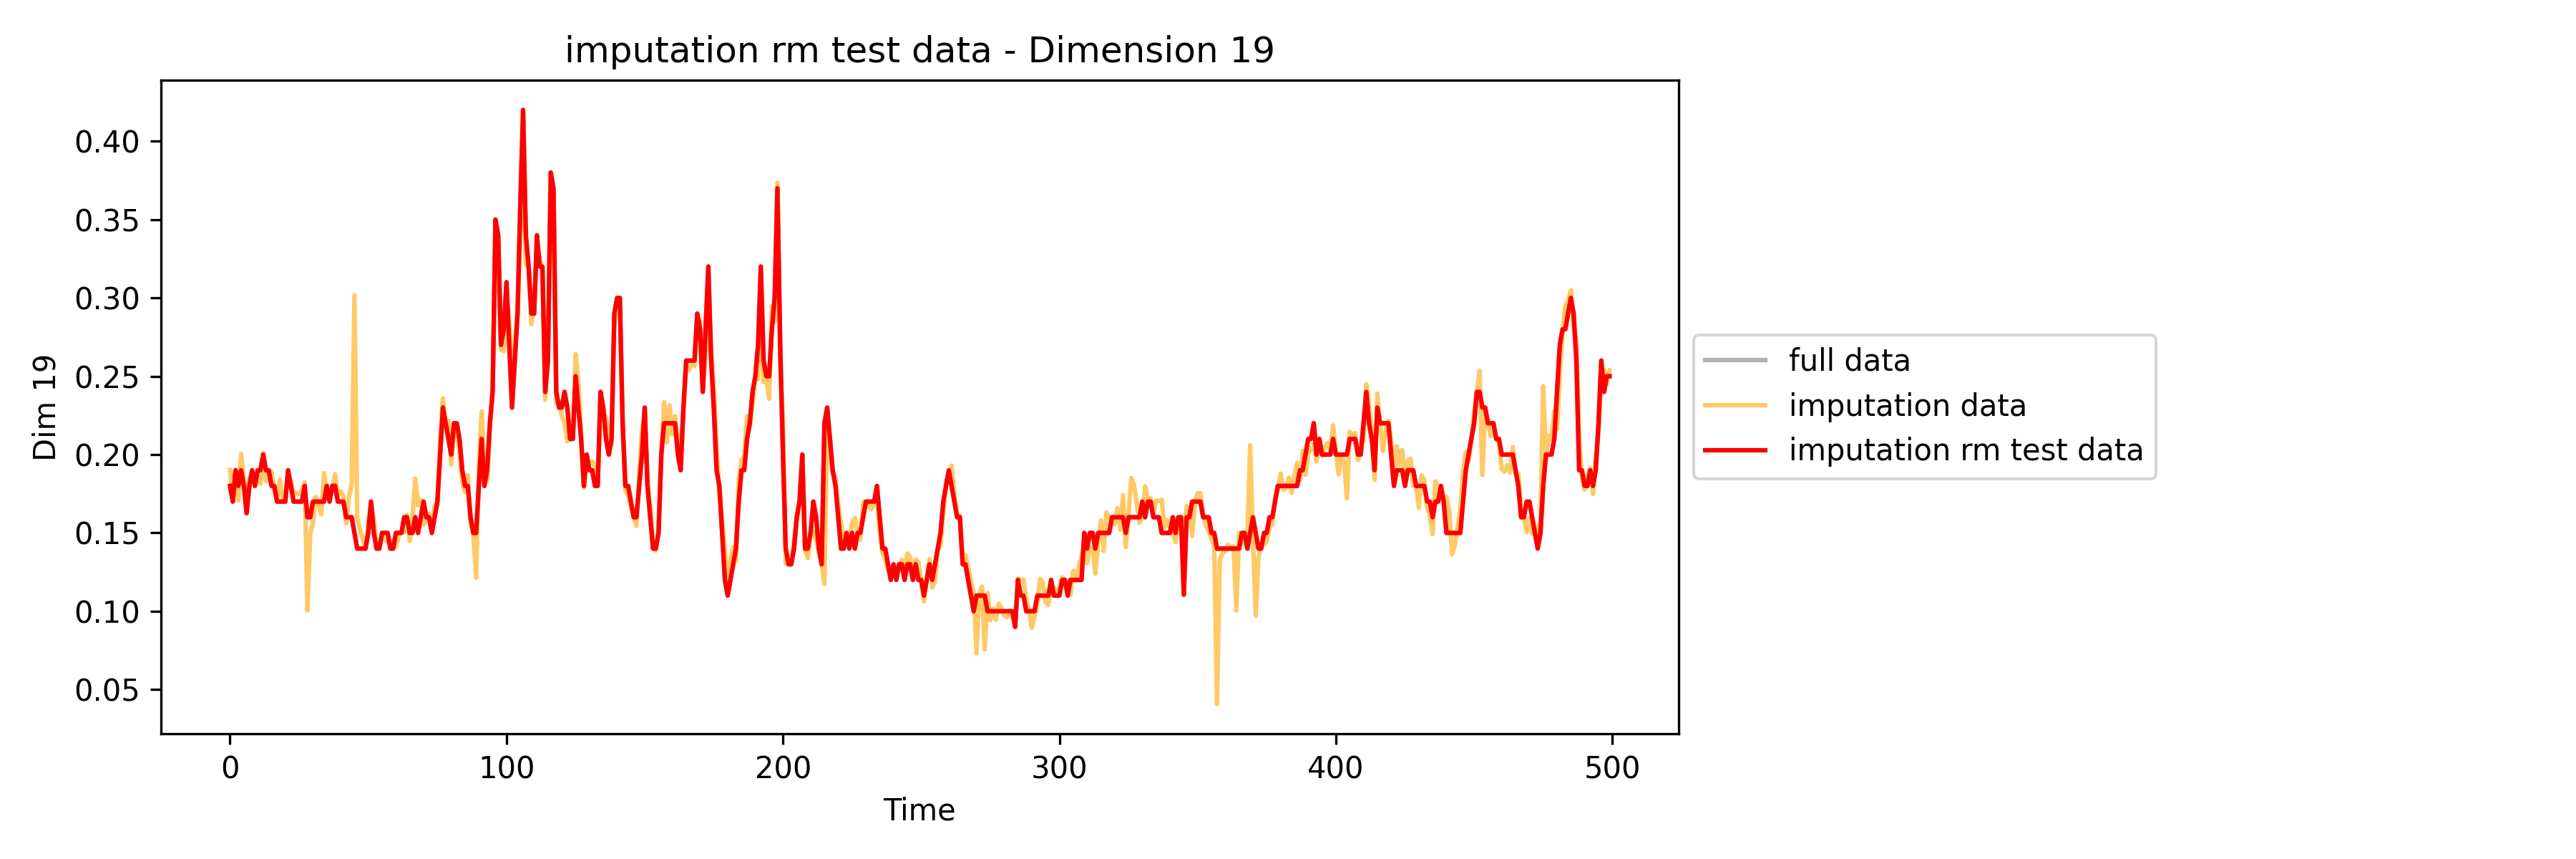 imputation rm test data - Dimension 19
0.40
0.35
0.30
0.25
0.20
0.15
0.10
0.05
Dim 19
0 100 200 300 400 500
Time
full data
imputation data
imputation rm test data